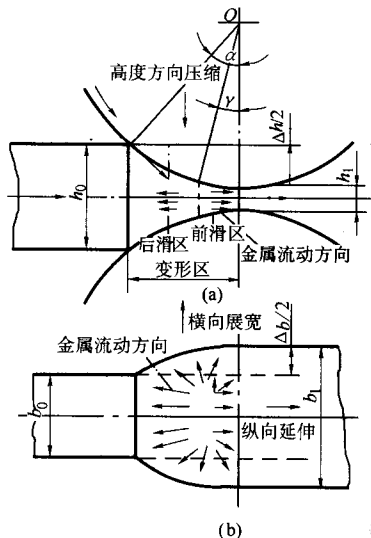 O
α
高度方向压缩
γ
Δh/2
h₀
h₁
后滑区
前滑区
金属流动方向
变形区
(a)
横向展宽
Δb/2
金属流动方向
b₀
b₁
纵向延伸
(b)